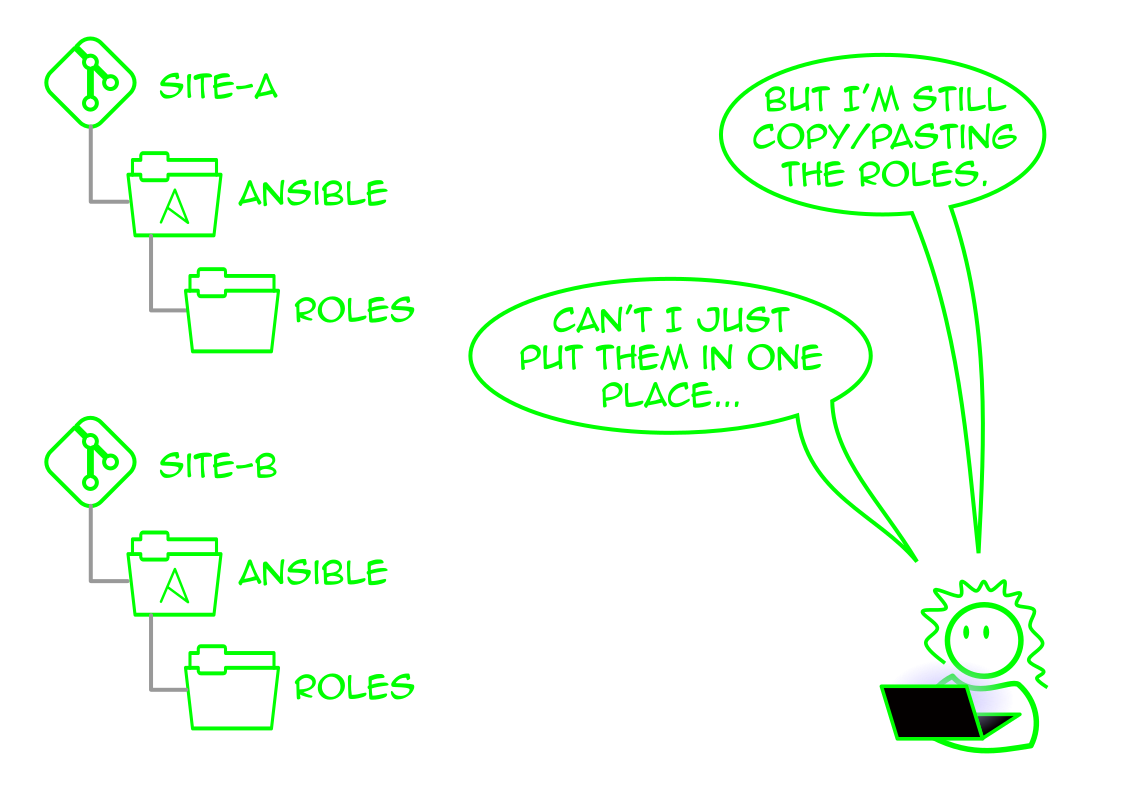 SITE-A
ANSIBLE
ROLES
BUT I'M STILL
COPY/PASTING
THE ROLES.
CAN'T I JUST
PUT THEM IN ONE
PLACE...
SITE-B
ANSIBLE
ROLES